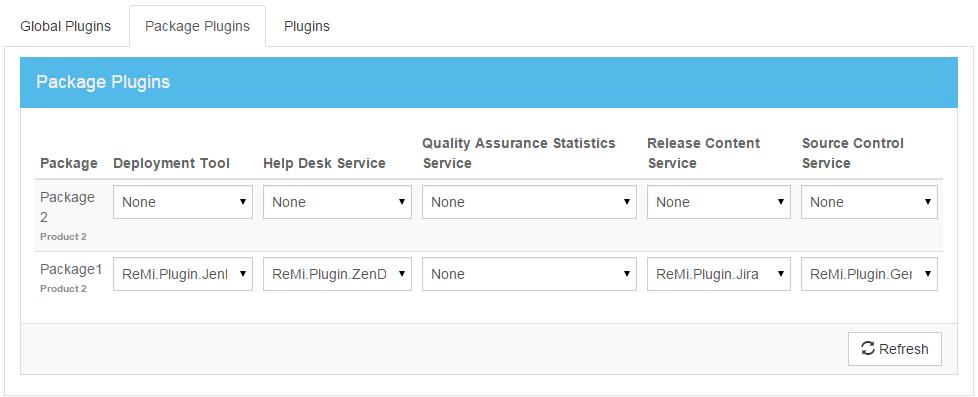 Global Plugins Package Plugins Plugins
Package Plugins
Package Deployment Tool Help Desk Service Quality Assurance Statistics Service Release Content Service Source Control Service
Package 2 None None None None None
Product 2
Package1 ReMi.Plugin.Jenl ReMi.Plugin.ZenD None ReMi.Plugin.Jira ReMi.Plugin.Ger
Product 2
Refresh